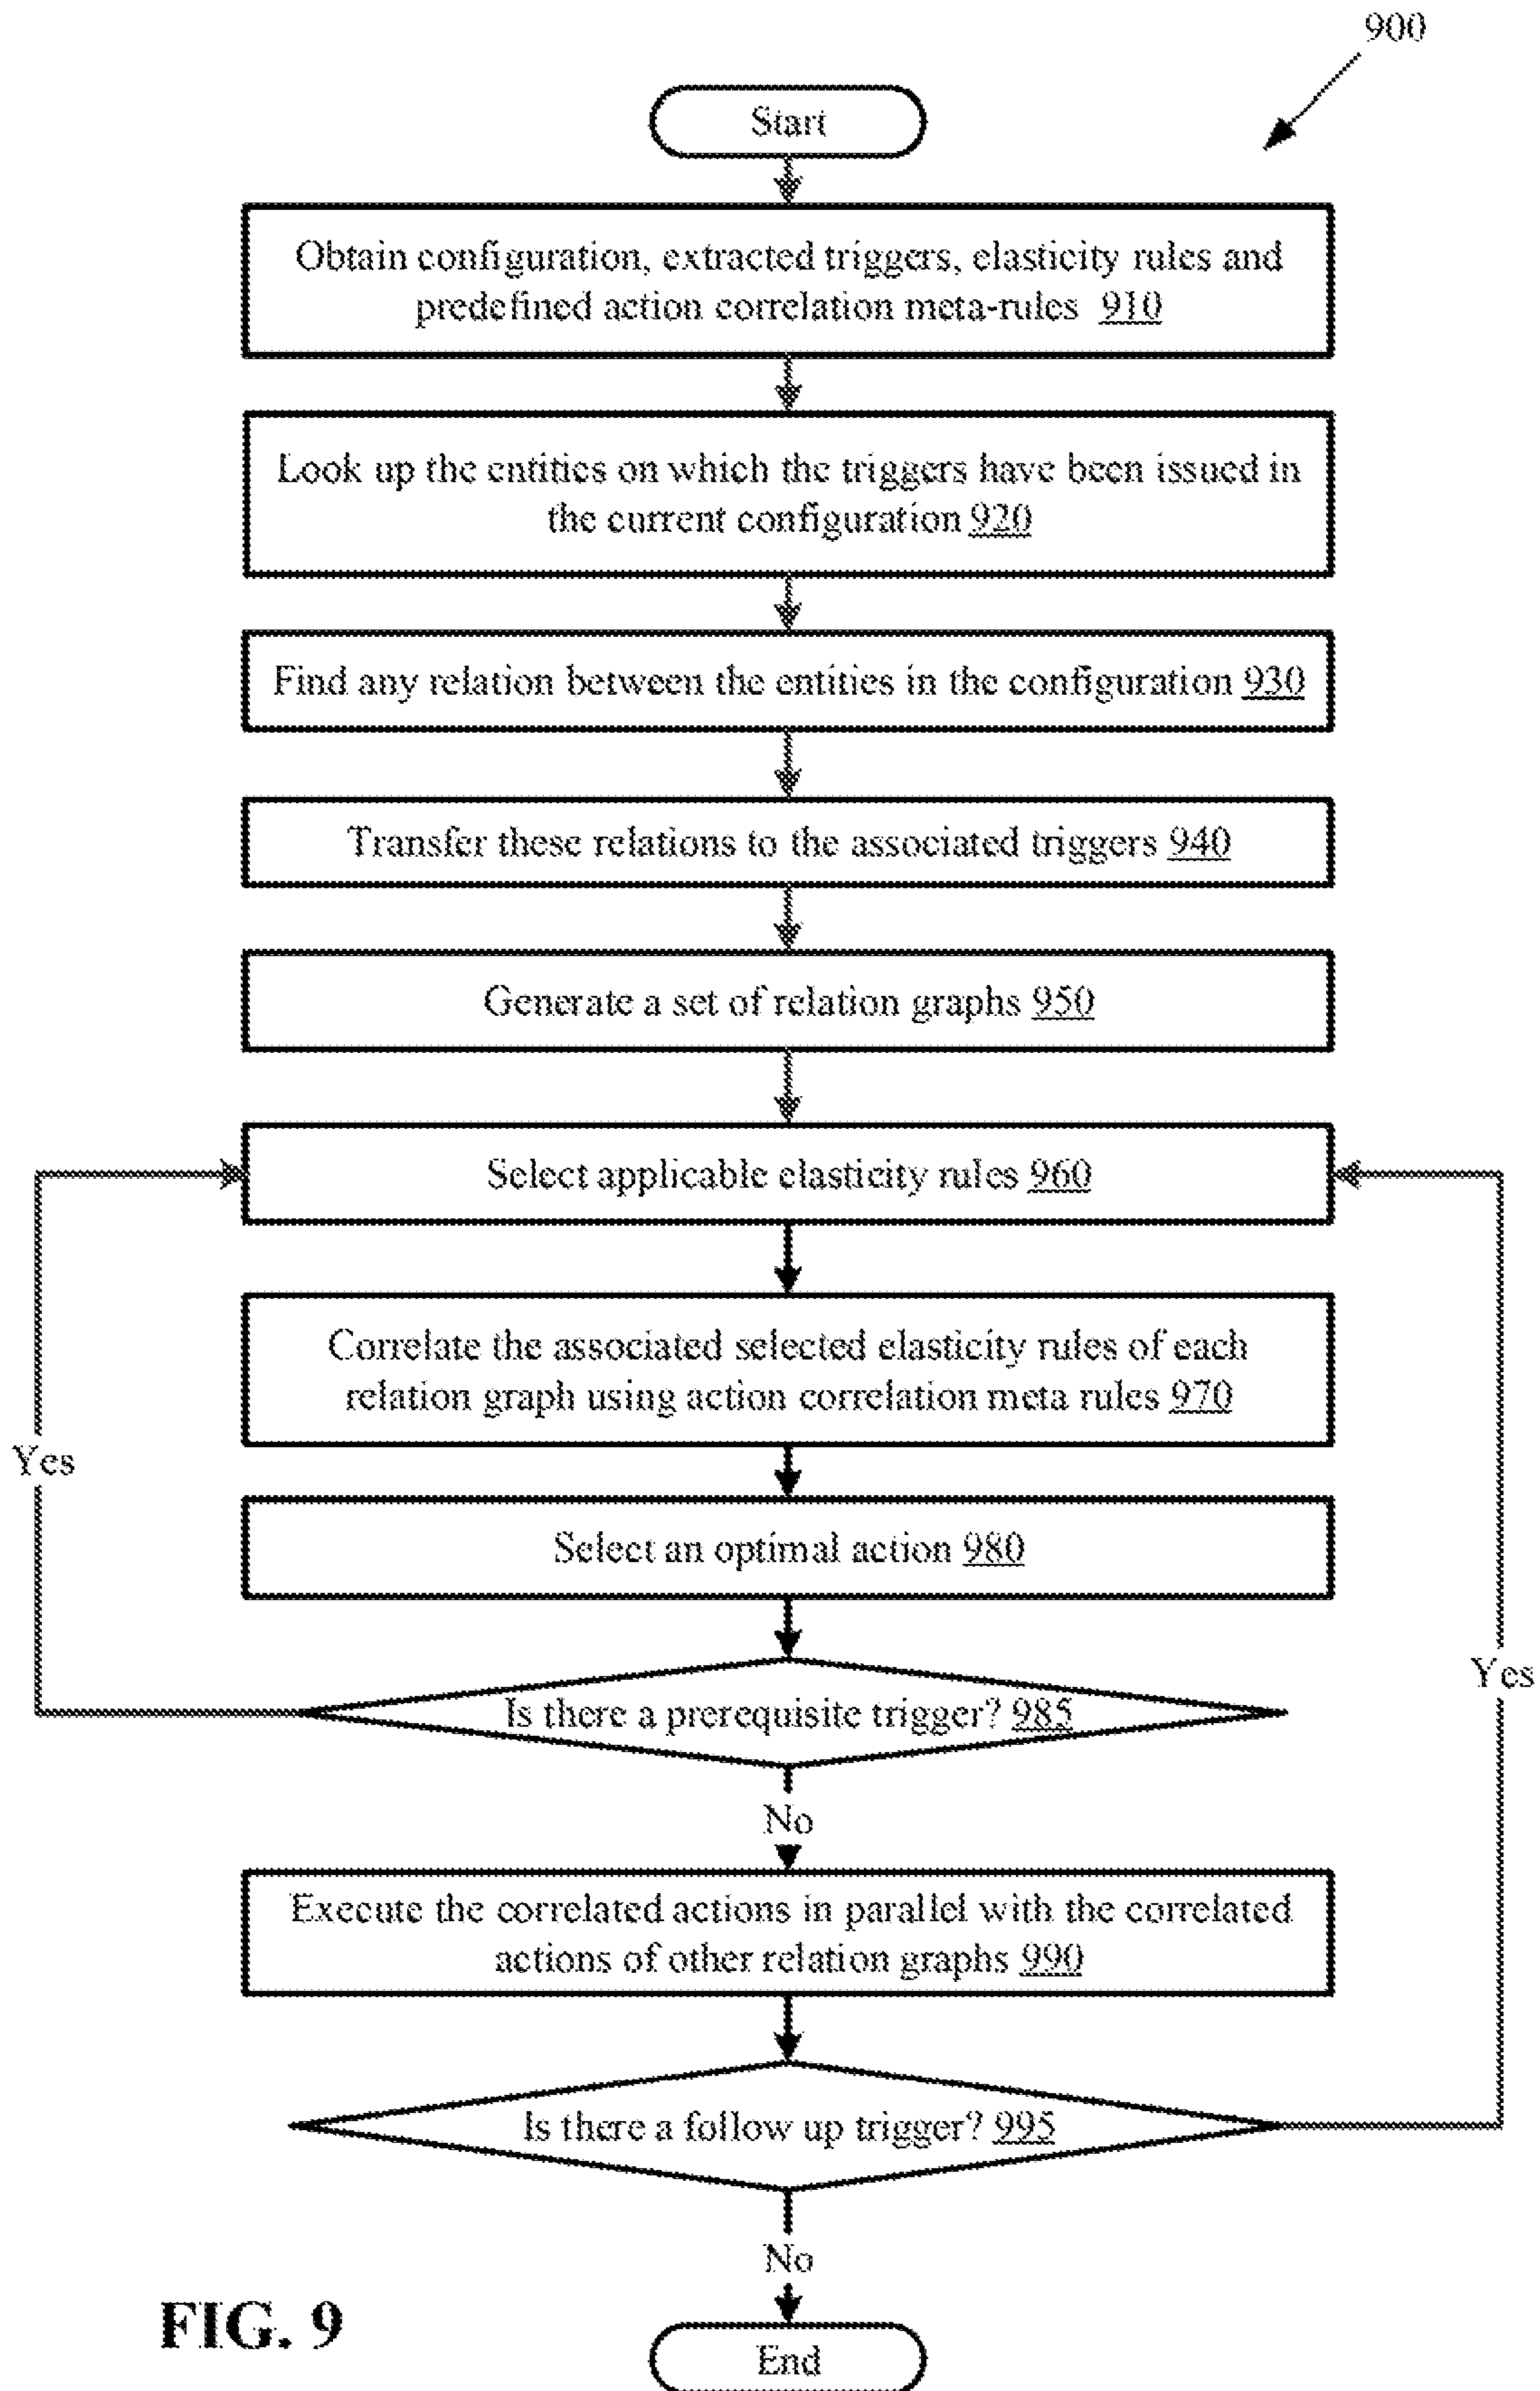 900
Start
Obtain configuration, extracted triggers, elasticity rules and
predefined action correlation meta-rules 910
Look up the entities on which the triggers have been issued in
the current configuration 920
Find any relation between the entities in the configuration 930
Transfer these relations to the associated triggers 940
Generate a set of relation graphs 950
Select applicable elasticity rules 960
Correlate the associated selected elasticity rules of each
relation graph using action correlation meta rules 970
Yes
Select an optimal action 980
Yes
Is there a prerequisite trigger? 985
No
Execute the correlated actions in parallel with the correlated
actions of other relation graphs 990
Is there a follow up trigger? 995
No
FIG. 9
End